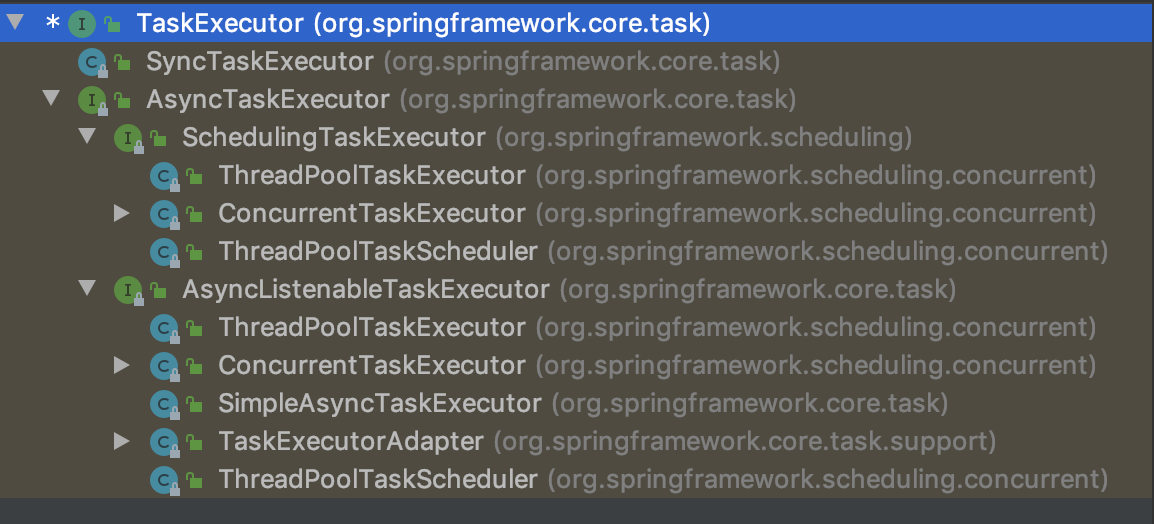 * I TaskExecutor (org.springframework.core.task)
C SyncTaskExecutor (org.springframework.core.task)
I AsyncTaskExecutor (org.springframework.core.task)
I SchedulingTaskExecutor (org.springframework.scheduling)
C ThreadPoolTaskExecutor (org.springframework.scheduling.concurrent)
C ConcurrentTaskExecutor (org.springframework.scheduling.concurrent)
C ThreadPoolTaskScheduler (org.springframework.scheduling.concurrent)
I AsyncListenableTaskExecutor (org.springframework.core.task)
C ThreadPoolTaskExecutor (org.springframework.scheduling.concurrent)
C ConcurrentTaskExecutor (org.springframework.scheduling.concurrent)
C SimpleAsyncTaskExecutor (org.springframework.core.task)
C TaskExecutorAdapter (org.springframework.core.task.support)
C ThreadPoolTaskScheduler (org.springframework.scheduling.concurrent)